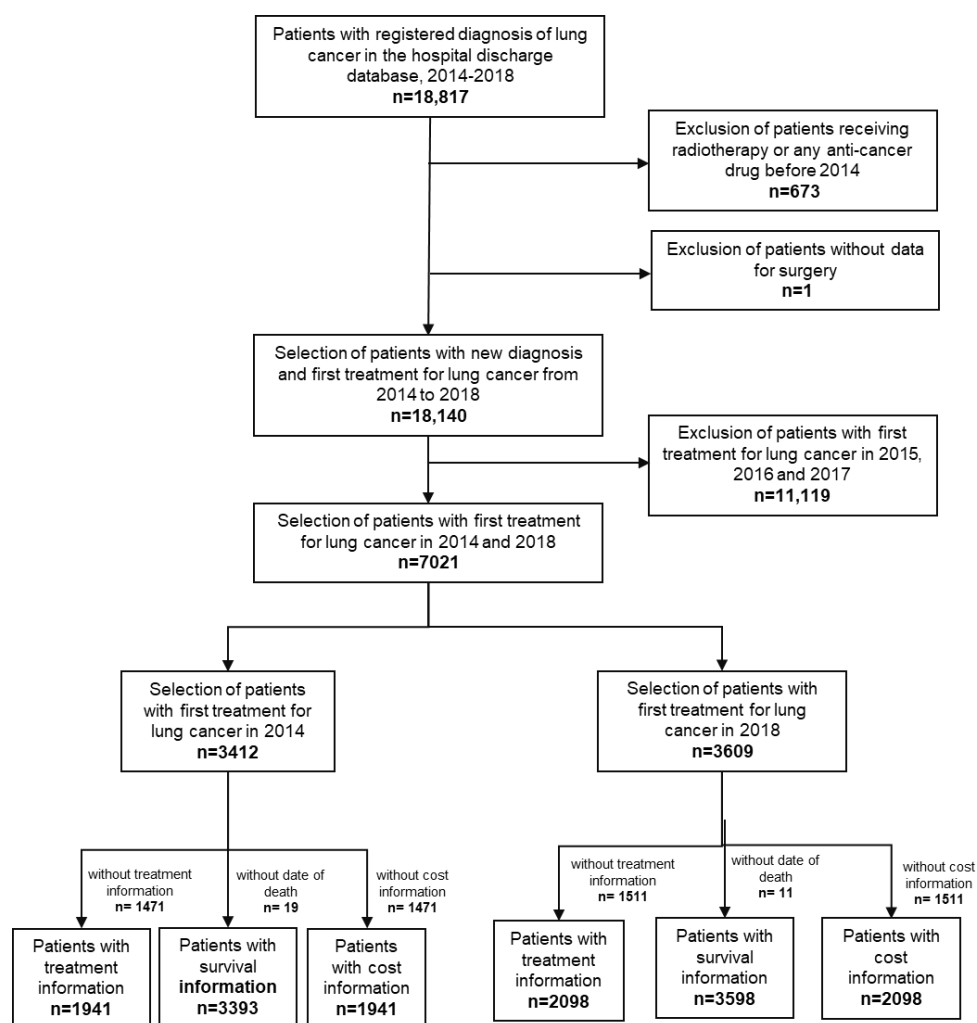 Patients with registered diagnosis of lung
cancer in the hospital discharge
database, 2014-2018
n=18,817
Exclusion of patients receiving
radiotherapy or any anti-cancer
drug before 2014
n=673
Exclusion of patients without data
for surgery
n=1
Selection of patients with new diagnosis
and first treatment for lung cancer from
2014 to 2018
n=18,140
Exclusion of patients with first
treatment for lung cancer in 2015,
2016 and 2017
n=11,119
Selection of patients with first treatment
for lung cancer in 2014 and 2018
n=7021
Selection of patients
with first treatment for
lung cancer in 2014
n=3412
Selection of patients with
first treatment for lung
cancer in 2018
n=3609
without treatment
information
n= 1471
without date of
death
n= 19
without cost
information
n= 1471
without treatment
information
n= 1511
without date of
death
n= 11
without cost
information
n= 1511
Patients with
treatment
information
n=1941
Patients with
survival
information
n=3393
Patients
with cost
information
n=1941
Patients with
treatment
information
n=2098
Patients with
survival
information
n=3598
Patients with
cost
information
n=2098